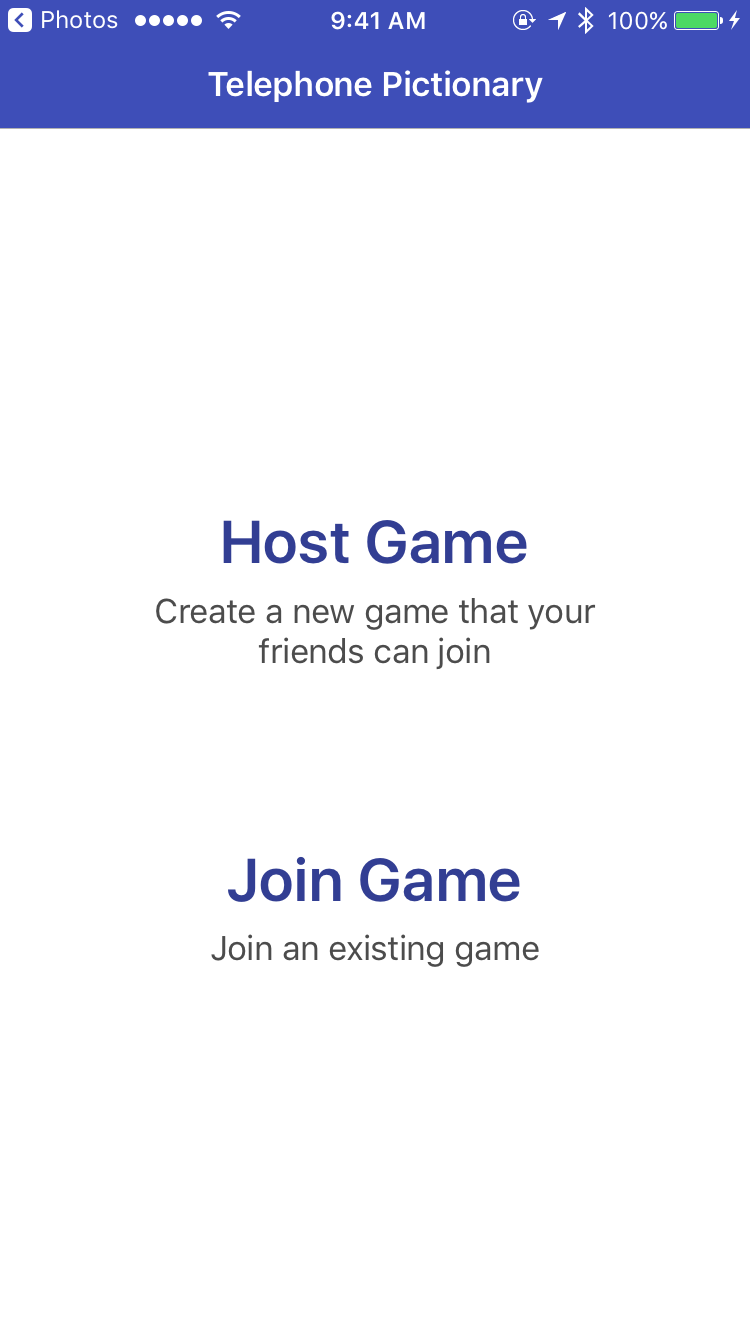 Photos 9:41 AM 100%
Telephone Pictionary
Host Game
Create a new game that your
friends can join
Join Game
Join an existing game